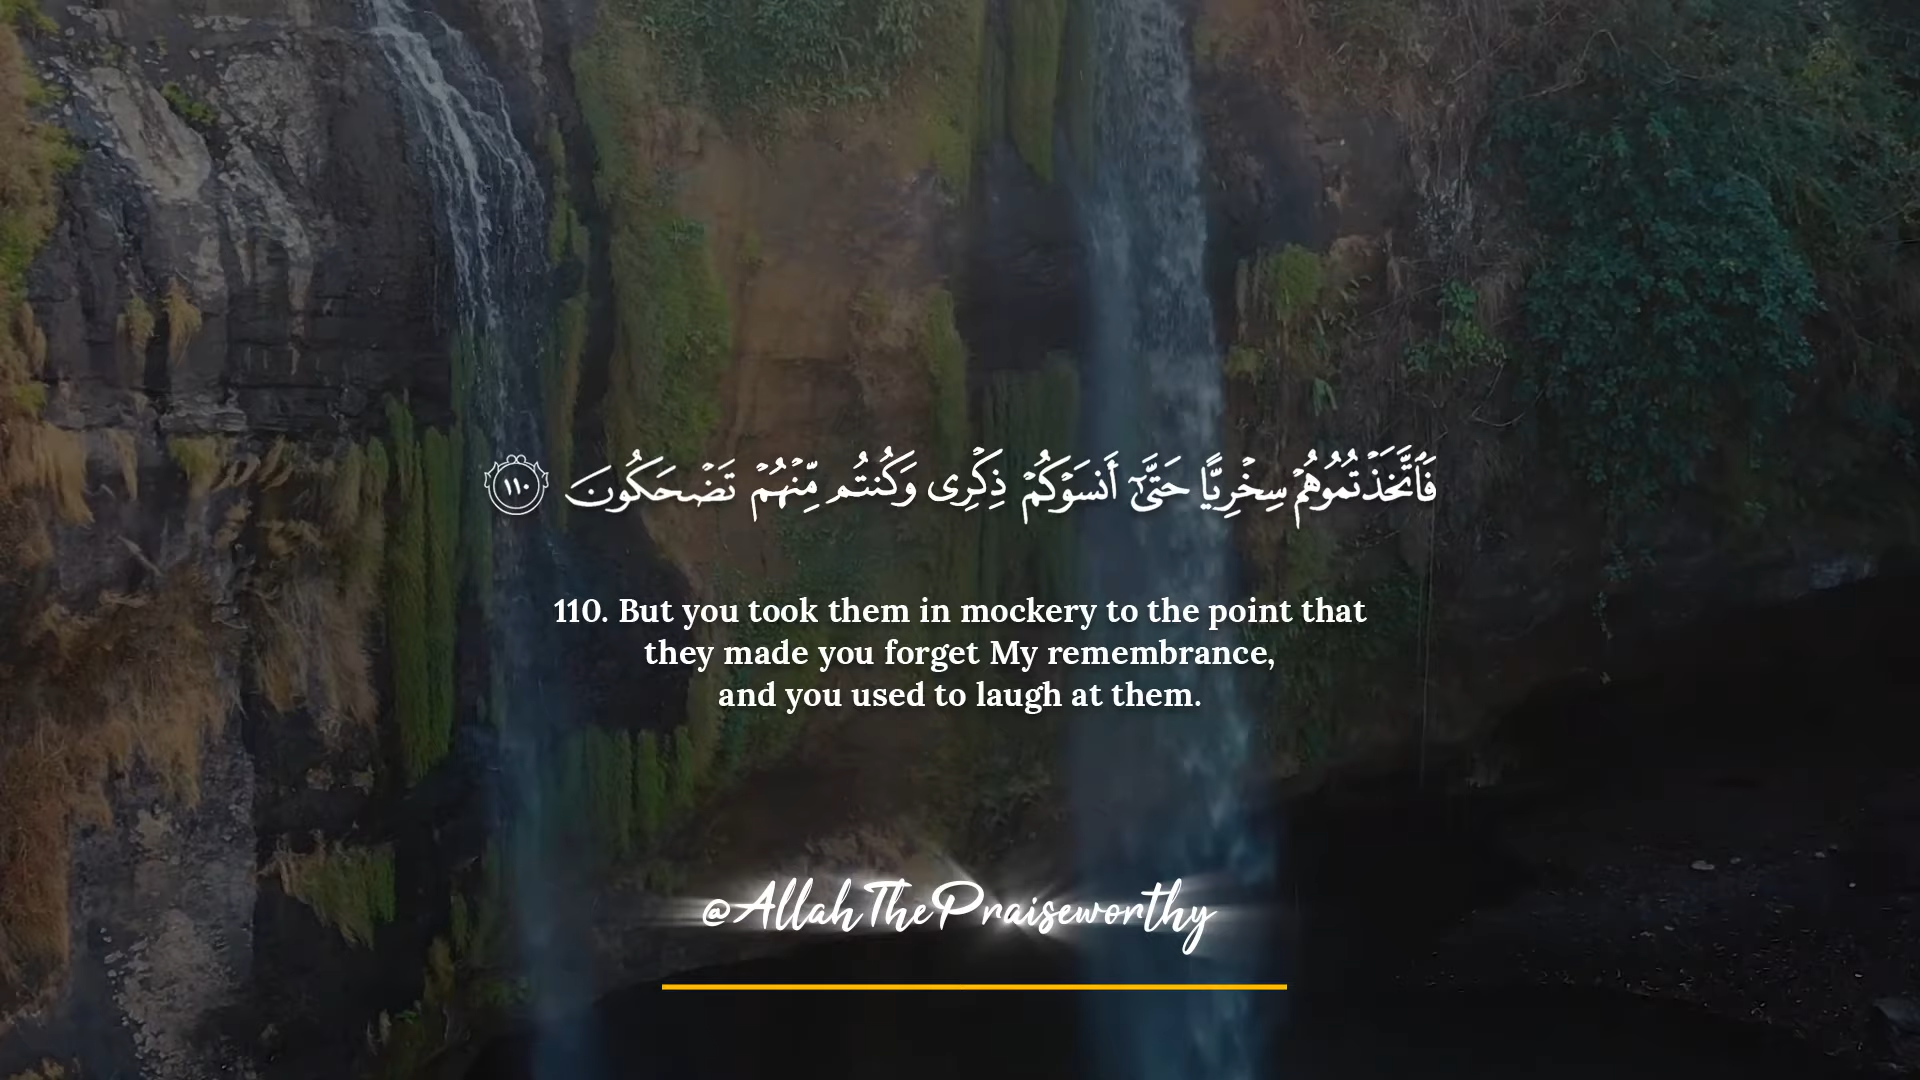 فَٱتَّخَذْتُمُوهُمْ سِخْرِيًّا حَتَّىٰٓ أَنسَوْكُمْ ذِكْرِى وَكُنتُم مِّنْهُمْ تَضْحَكُونَ ١١٠
110. But you took them in mockery to the point that
they made you forget My remembrance,
and you used to laugh at them.
@AllahThePraiseworthy